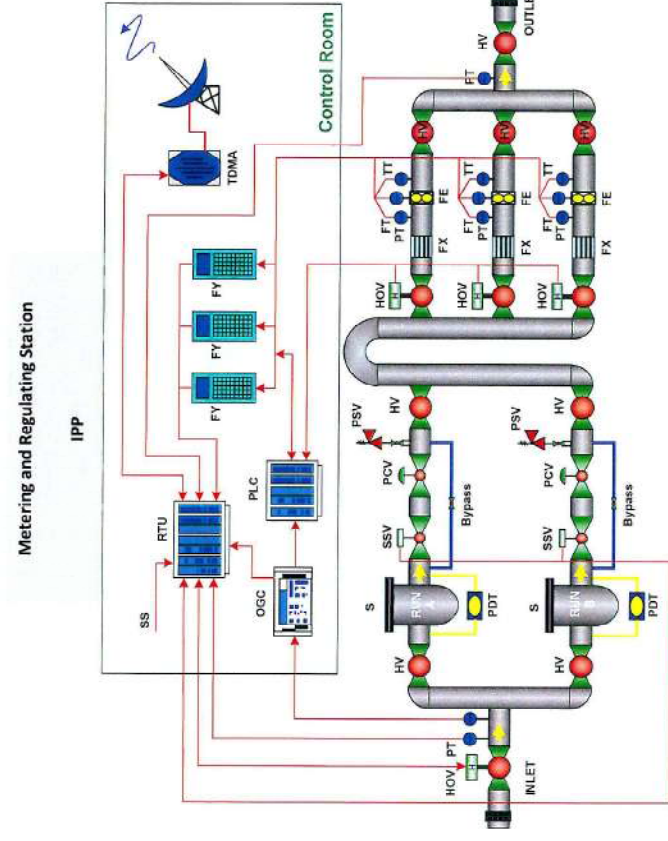 Metering and Regulating Station
IPP
SS
RTU
TDMA
FY
FY
FY
PLC
OGC
Control Room
HOV
H
PT
INLET
HV
S
RUN
A
PDT
SSV
PCV
PSV
Bypass
HV
HV
S
RUN
B
PDT
SSV
PCV
PSV
Bypass
HV
HOV
H
FX
PT
FT
TT
FE
HV
HOV
H
FX
PT
FT
TT
FE
HV
HOV
H
FX
PT
FT
TT
FE
HV
PT
HV
OUTLET